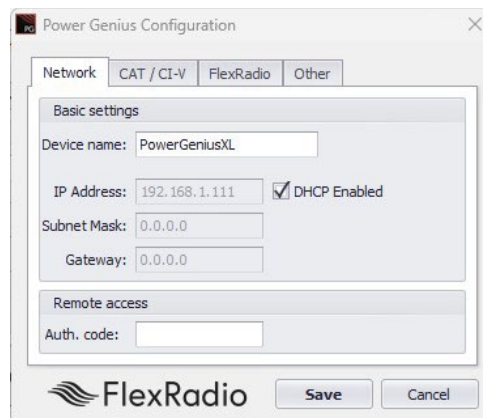 PG Power Genius Configuration
Network CAT / CI-V FlexRadio Other
Basic settings
Device name: PowerGeniusXL
IP Address: 192.168.1.111 DHCP Enabled
Subnet Mask: 0.0.0.0
Gateway: 0.0.0.0
Remote access
Auth. code:
FlexRadio Save Cancel